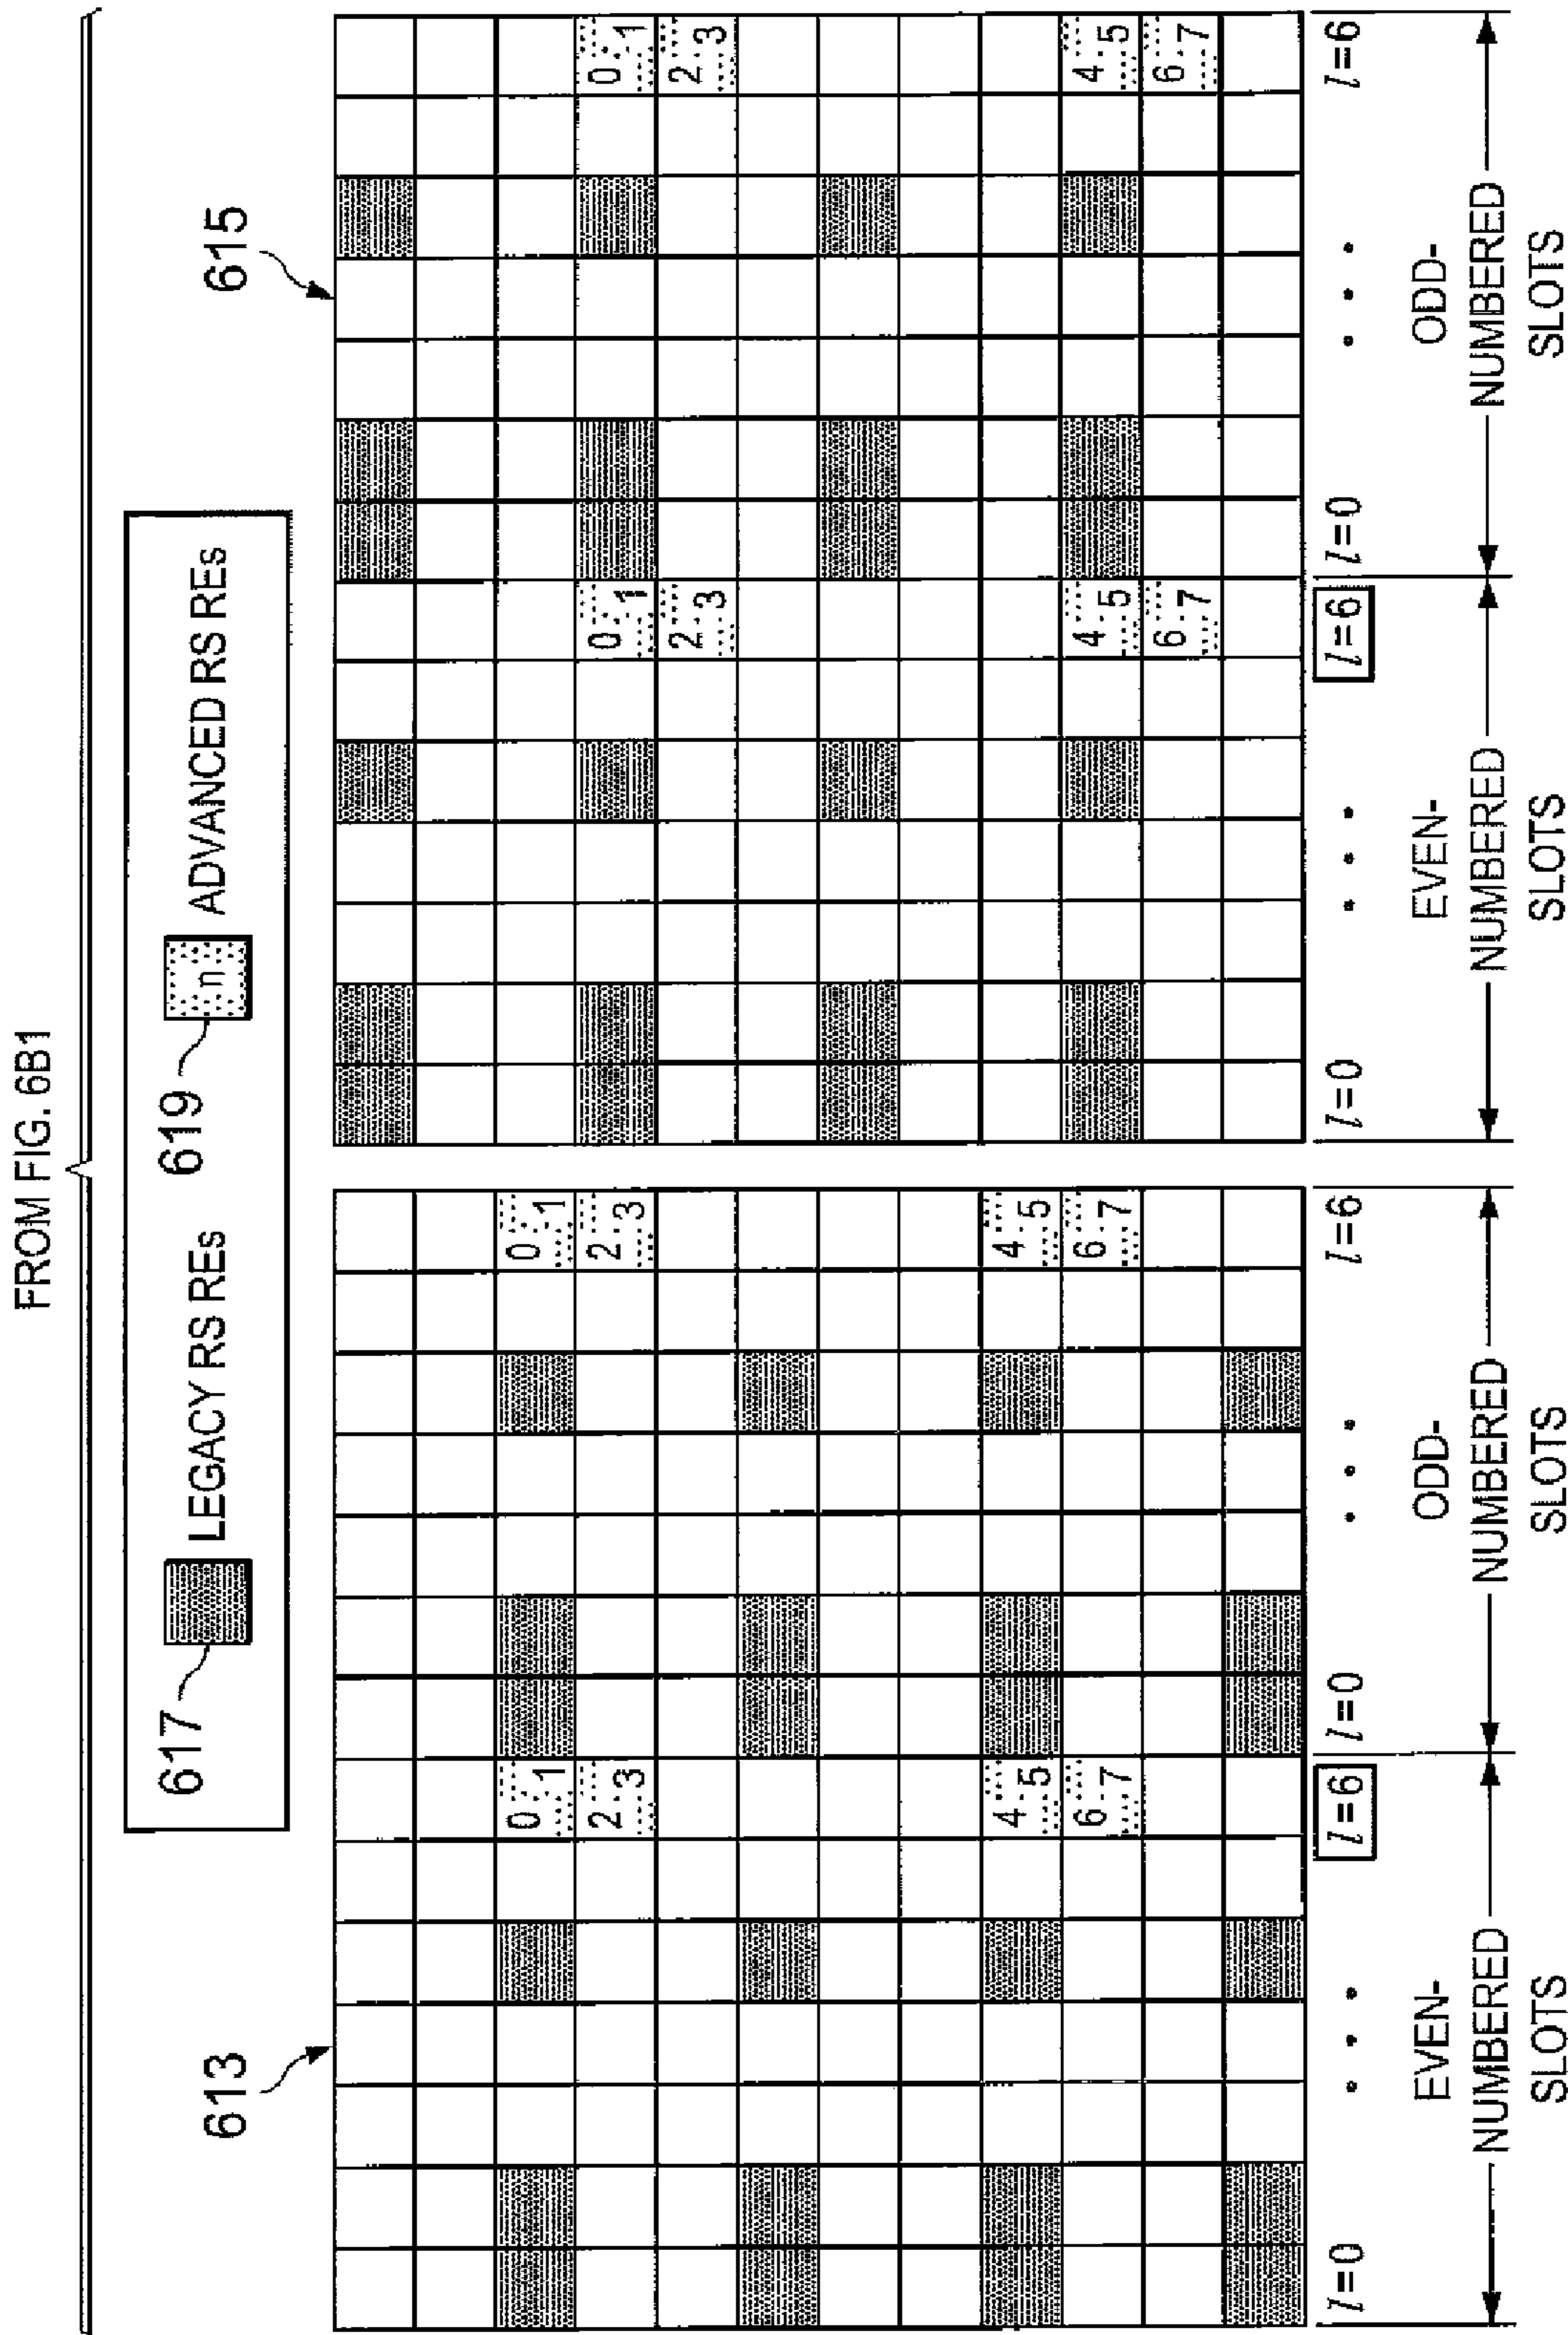 FROM FIG. 6B1
617 LEGACY RS REs 619 n ADVANCED RS REs
613 615
0 1 0 1
2 3 2 3
0 1 0 1
2 3 2 3
4 5 4 5
6 7 6 7
4 5 4 5
6 7 6 7
l=0 l=6 l=0 l=6 l=0 l=6 l=0 l=6
EVEN- ODD- EVEN- ODD-
NUMBERED NUMBERED NUMBERED NUMBERED
SLOTS SLOTS SLOTS SLOTS